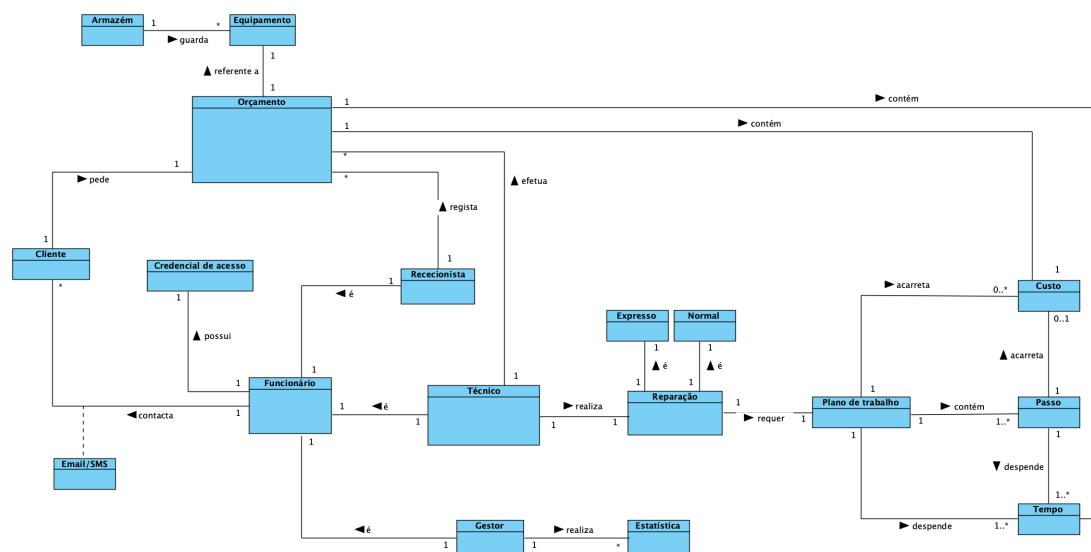 Armazém 1 * Equipamento
► guarda
1
▲ referente a
1
Orçamento 1 ► contém
1 ► contém
*
1 *
► pede ▲ efetua
▲ regista
1 1
Cliente Credencial de acesso Rececionista 1
* 1 1 acarreta ► 0..* Custo
◄ é 0..1
Expresso Normal
▲ possui 1 1 ▲ acarreta
▲ é ▲ é
1 1 1 1 1 1 1
Funcionário Técnico Reparação Plano de trabalho Passo
◄ contacta 1 1 ◄ é 1 1 ► realiza 1 1 ► requer 1 1 ► contém 1..*
1 1 1
▼ despende
Email/SMS
1..*
Gestor Estatística Tempo
◄ é 1 1 ► realiza * ► despende 1..*